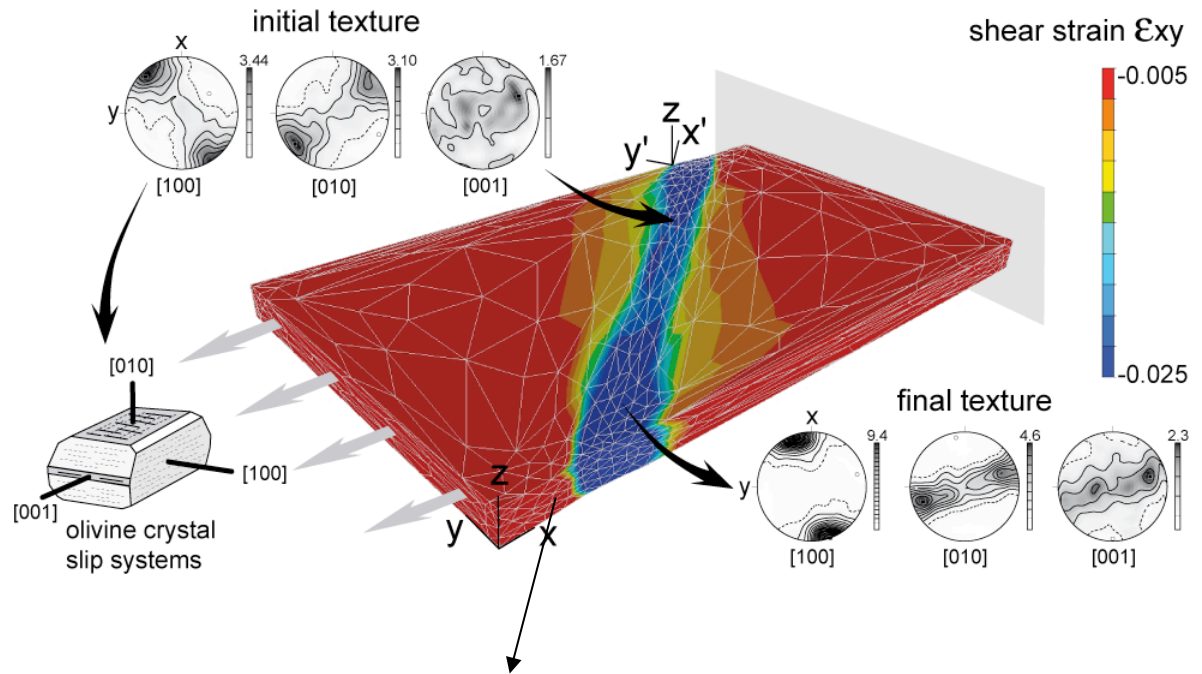 initial texture
shear strain εxy
x
y
3.44
3.10
1.67
[100]
[010]
[001]
z
x'
y'
-0.005
-0.025
[010]
[100]
[001]
olivine crystal
slip systems
z
y
x
final texture
x
y
9.4
4.6
2.3
[100]
[010]
[001]